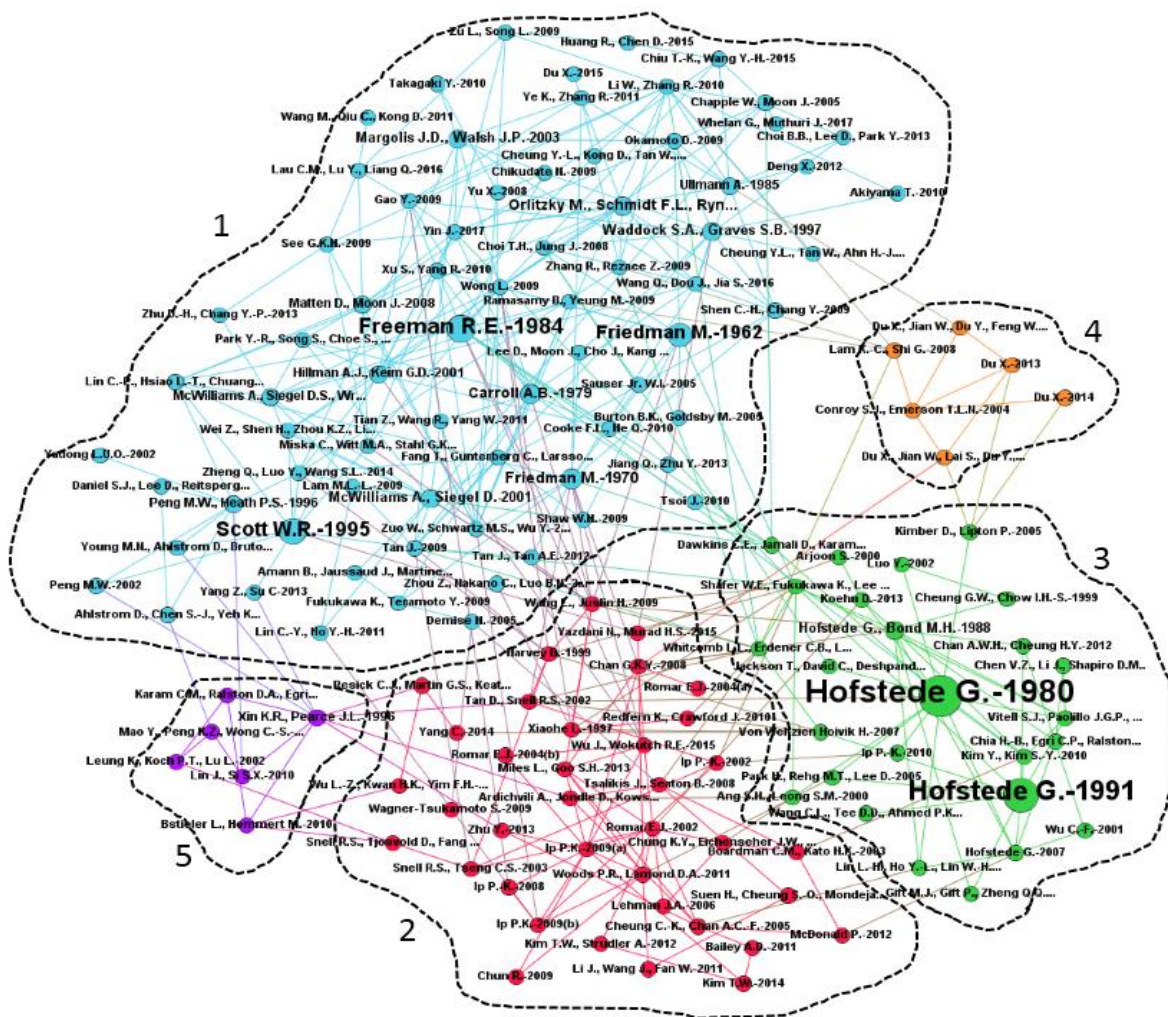 Zu L., Song L.-2009
Huang R., Chen D.-2015
Chiu T.-K., Wang Y.-H.-2015
Du X.-2015
Takagaki Y.-2010
Li W., Zhang R.-2010
Ye K., Zhang R.-2011
Chapple W., Moon J.-2005
Wang M., Qiu C., Kong D.-2011
Whelan G., Muthuri J.-2017
Margolis J.D., Walsh J.P.-2003
Okamoto D.-2009
Choi B.B., Lee D., Park Y.-2013
Cheung Y.-L., Kong D., Tan W.,...
Lau C.M., Lu Y., Liang Q.-2016
Chikudate N.-2009
Deng X.-2012
Ullmann A.-1985
Yu X.-2008
Akiyama T.-2010
Gao Y.-2009
Orlitzky M., Schmidt F.L., Ryn...
1
Yin J.-2017
Waddock S.A., Graves S.B.-1997
See G.K.H.-2009
Choi T.H., Jung J.-2008
Cheung Y.L., Tan W., Ahn H.-J....
Xu S., Yang R.-2010
Zhang R., Rezaee Z.-2009
Wong L.-2009
Wang Q., Dou J., Jia S.-2016
Matten D., Moon J.-2008
Ramasamy B., Yeung M.-2009
Zhu D.-H., Chang Y.-P.-2013
Shen C.-H., Chang Y.-2009
Freeman R.E.-1984
Friedman M.-1962
Du X., Jian W., Du Y., Feng W....
4
Park Y.-R., Song S., Choe S., ...
Lee D., Moon J., Cho J., Kang ...
Lam K.-C., Shi G.-2008
Du X.-2013
Hillman A.J., Keim G.D.-2001
Lin C.-P., Hsiao L.-T., Chuang...
Sauser Jr. W.I.-2005
McWilliams A., Siegel D.S., Wr...
Carroll A.B.-1979
Du X.-2014
Conroy S.J., Emerson T.L.N.-2004
Tian Z., Wang R., Yang W.-2011
Burton B.K., Goldsby M.-2009
Wei Z., Shen H., Zhou K.Z., Li...
Cooke F.L., He Q.-2010
Miska C., Witt M.A., Stahl G.K...
Yadong L.U.O.-2002
Fang T., Gunterberg C., Larsso...
Du X., Jian W., Lai S., Du Y.,...
Zheng Q., Luo Y., Wang S.L.-2014
Jiang Q., Zhu Y.-2013
Daniel S.J., Lee D., Reitsperg...
Lam M.L.-L.-2009
Friedman M.-1970
Peng M.W., Heath P.S.-1996
McWilliams A., Siegel D.-2001
Tsoi J.-2010
Shaw W.H.-2009
Scott W.R.-1995
Zuo W., Schwartz M.S., Wu Y.-2...
Kimber D., Lipton P.-2005
Young M.N., Ahlstrom D., Bruto...
Tan J.-2009
Dawkins C.E., Jamali D., Karam...
Tan J., Tan A.E.-2012
Arjoon S.-2000
Luo Y.-2002
3
Amann B., Jaussaud J., Martine...
Peng M.W.-2002
Zhou Z., Nakano C., Luo B.N.-2...
Shafer W.E., Fukukawa K., Lee ...
Yang Z., Su C.-2013
Koehn D.-2013
Cheung G.W., Chow I.H.-S.-1999
Fukukawa K., Teramoto Y.-2009
Wang L., Juslin H.-2009
Ahlstrom D., Chen S.-J., Yeh K...
Demise N.-2005
Lin C.-Y., Ho Y.-H.-2011
Yazdani N., Murad H.S.-2015
Hofstede G., Bond M.H.-1988
Whitcomb L.L., Erdener C.B., L...
Chan A.W.H., Cheung H.Y.-2012
Harvey B.-1999
Chan G.K.Y.-2008
Jackson T., David C., Deshpand...
Chen V.Z., Li J., Shapiro D.M...
Resick C.J., Martin G.S., Keat...
Romar E.J.-2004(a)
Hofstede G.-1980
Karam C.M., Ralston D.A., Egri...
Tan D., Snell R.S.-2002
Xin K.R., Pearce J.L.-1996
Redfern K., Crawford J.-2010
Vitell S.J., Paolillo J.G.P., ...
Mao Y., Peng K.Z., Wong C.-S.-...
Yang C.-2014
Xiaohe L.-1997
Von Weltzien Hoivik H.-2007
Chia H.-B., Egri C.P., Ralston...
Romar E.J.-2004(b)
Wu J., Wokutch R.E.-2015
Ip P.-K.-2010
Kim Y., Kim S.-Y.-2010
Leung K., Koch P.T., Lu L.-2002
Miles L., Goo S.H.-2013
Ip P.-K.-2002
Lin J., Si S.X.-2010
Wu L.-Z., Kwan H.K., Yim F.H.-...
Tsalikis J., Seaton B.-2008
Park H., Rehg M.T., Lee D.-2005
Ardichvili A., Jondle D., Kows...
Ang S.H., Leong S.M.-2000
Hofstede G.-1991
Wagner-Tsukamoto S.-2009
Wang C.L., Tee D.D., Ahmed P.K...
Bstieler L., Hemmert M.-2010
Zhu Y.-2013
Romar E.J.-2002
Wu C.-F.-2001
Snell R.S., Tjosvold D., Fang ...
Chung K.Y., Eichenseher J.W., ...
5
Ip P.K.-2009(a)
Boardman C.M., Kato H.K.-2003
Hofstede G.-2007
Snell R.S., Tseng C.S.-2003
Woods P.R., Lamond D.A.-2011
Lin L.-H., Ho Y.-L., Lin W.-H....
Ip P.-K.-2008
Suen H., Cheung S.-O., Mondeja...
Gift M.J., Gift P., Zheng Q.Q....
Lehman J.A.-2006
2
Ip P.K.-2009(b)
Cheung C.-K., Chan A.C.-F.-2005
McDonald P.-2012
Kim T.W., Strudler A.-2012
Bailey A.D.-2011
Li J., Wang J., Fan W.-2011
Chun R.-2009
Kim T.W.-2014